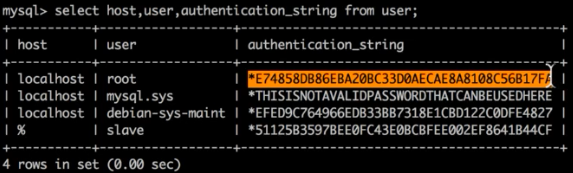 mysql> select host,user,authentication_string from user;
| host | user | authentication_string
| localhost | root | *E74858DB86EBA20BC33D0AECAE8A8108C56B17FA
| localhost | mysql.sys | *THISISNOTAVALIDPASSWORDTHATCANBEUSEDHERE
| localhost | debian-sys-maint | *EFED9C764966EDB33BB7318E1CBD122C0DFE4827
| % | slave | *51125B3597BEE0FC43E0BCBFEE002EF8641B44CF
4 rows in set (0.00 sec)